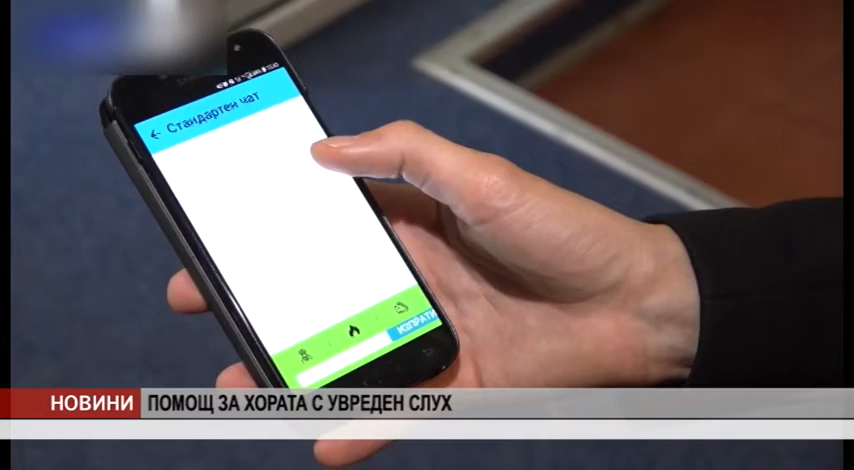 Стандартен чат
ИЗПРАТИ
НОВИНИ
ПОМОЩ ЗА ХОРАТА С УВРЕДЕН СЛУХ